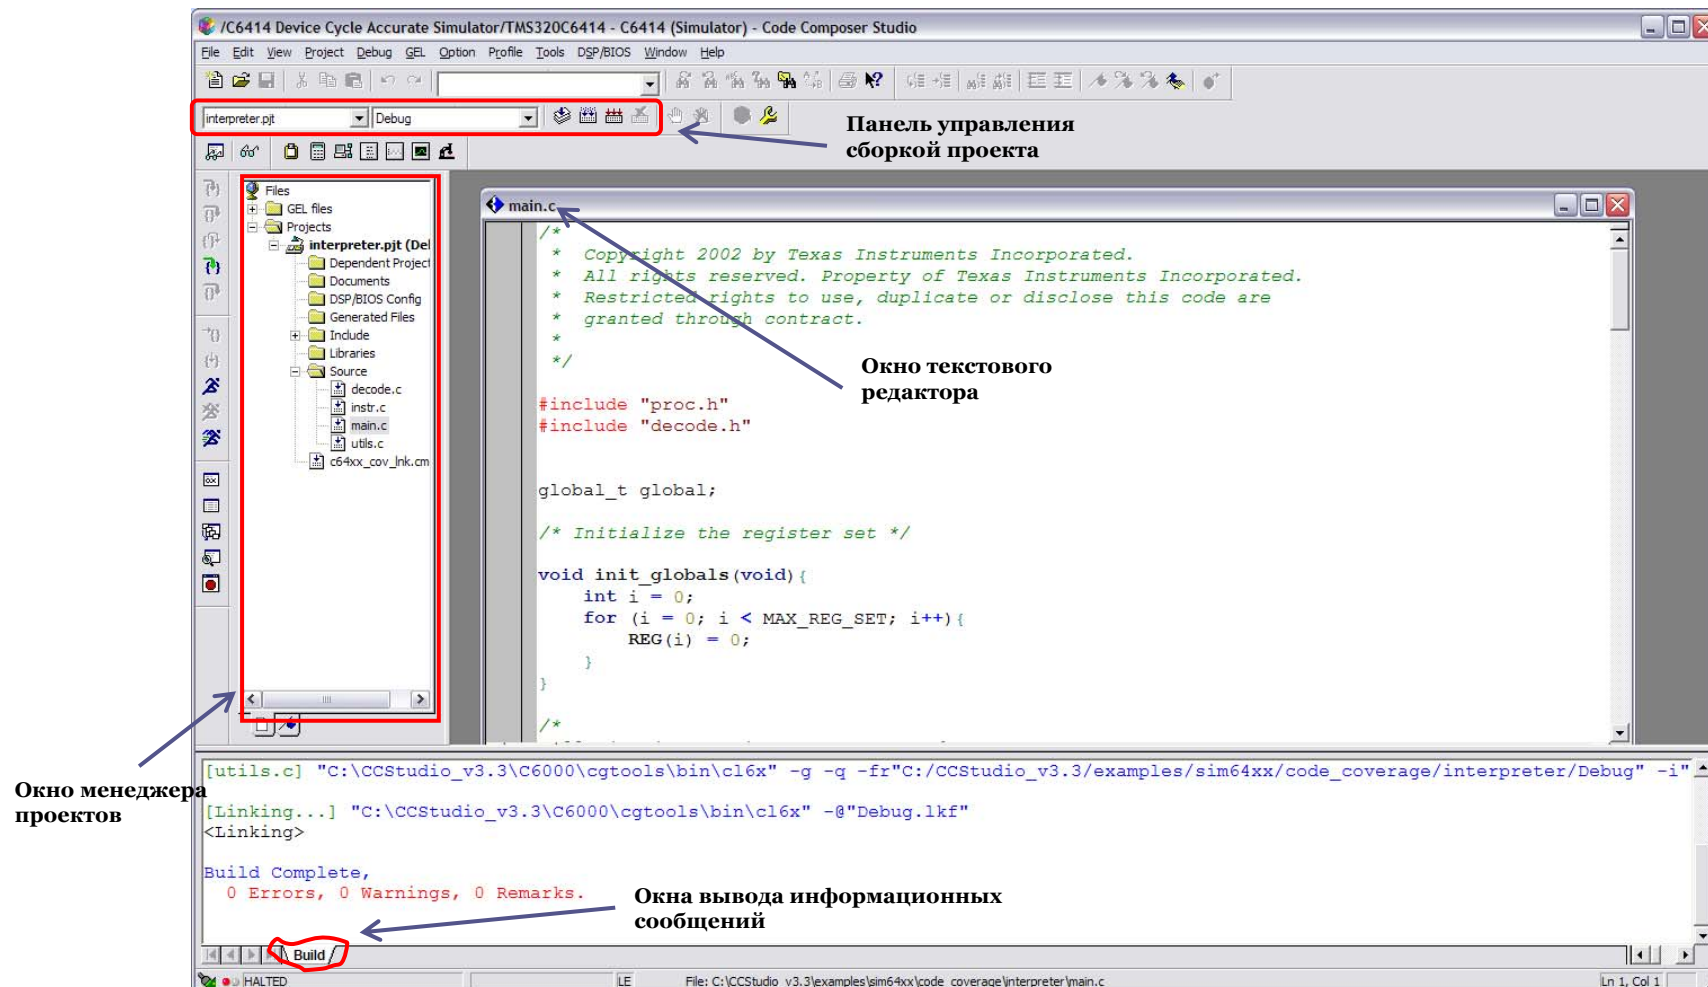 /C6414 Device Cycle Accurate Simulator/TMS320C6414 - C6414 (Simulator) - Code Composer Studio
File Edit View Project Debug GEL Option Profile Tools DSP/BIOS Window Help
interpreter.pjt Debug
Панель управления
сборкой проекта
Files
GEL files
Projects
interpreter.pjt (Del
Dependent Project
Documents
DSP/BIOS Config
Generated Files
Include
Libraries
Source
decode.c
instr.c
main.c
utils.c
c64xx_cov_lnk.cm
main.c
/*
* Copyright 2002 by Texas Instruments Incorporated.
* All rights reserved. Property of Texas Instruments Incorporated.
* Restricted rights to use, duplicate or disclose this code are
* granted through contract.
*
*/
Окно текстового
редактора
#include "proc.h"
#include "decode.h"
global_t global;
/* Initialize the register set */
void init_globals(void){
int i = 0;
for (i = 0; i < MAX_REG_SET; i++){
REG(i) = 0;
}
}
/*
Окно менеджера
проектов
[utils.c] "C:\CCStudio_v3.3\C6000\cgtools\bin\cl6x" -g -q -fr"C:/CCStudio_v3.3/examples/sim64xx/code_coverage/interpreter/Debug" -i"
[Linking...] "C:\CCStudio_v3.3\C6000\cgtools\bin\cl6x" -@"Debug.lkf"
<Linking>
Build Complete,
0 Errors, 0 Warnings, 0 Remarks.
Окна вывода информационных
сообщений
Build
HALTED LE File: C:\CCStudio_v3.3\examples\sim64xx\code_coverage\interpreter\main.c Ln 1, Col 1